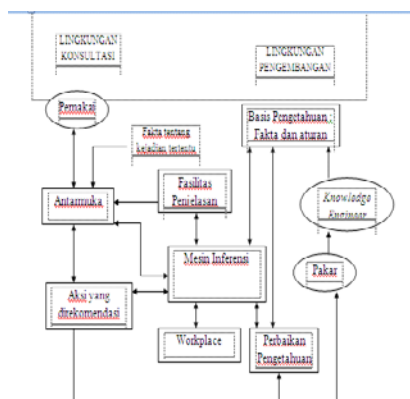 LINGKUNGAN
KONSULTASI
LINGKUNGAN
PENGEMBANGAN
Pemakai
Fakta tentang
kejadian tertentu
Basis Pengetahuan :
Fakta dan aturan
Fasilitas
Penjelasan
Antarmuka
Knowledge
Engineer
Mesin Inferensi
Pakar
Aksi yang
direkomendasi
Workplace
Perbaikan
Pengetahuan